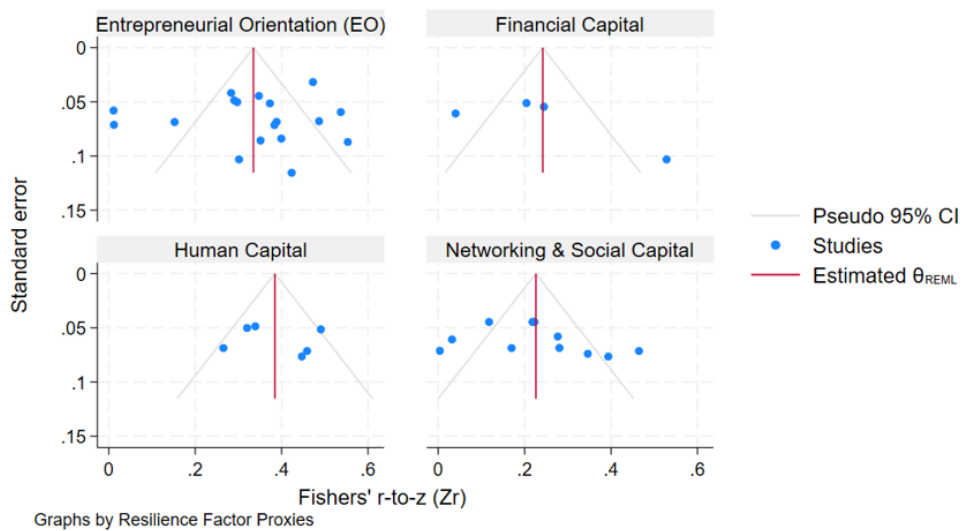 Entrepreneurial Orientation (EO)
Financial Capital
0
.05
.1
.15
Human Capital
Networking & Social Capital
0
.05
.1
.15
0
.2
.4
.6
0
.2
.4
.6
Standard error
Fishers' r-to-z (Zr)
Pseudo 95% CI
Studies
Estimated θREML
Graphs by Resilience Factor Proxies